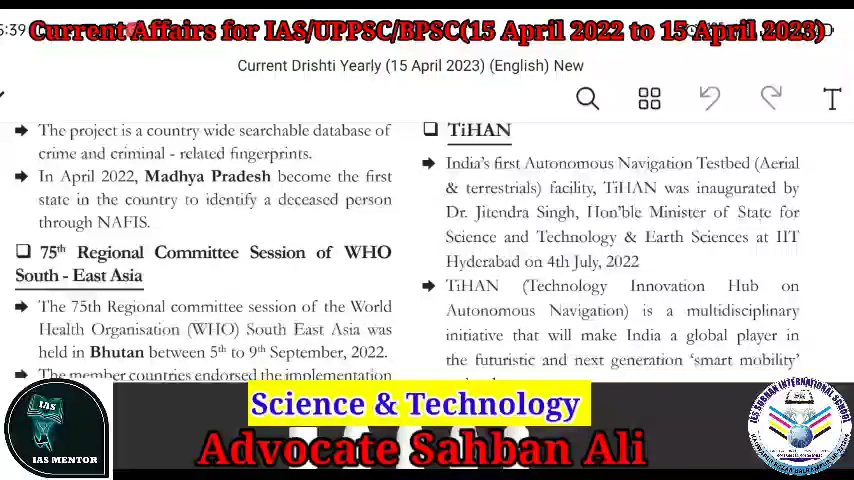 5:39
Current Affairs for IAS/UPPSC/BPSC(15 April 2022 to 15 April 2023)
Current Drishti Yearly (15 April 2023) (English) New
The project is a country wide searchable database of
crime and criminal - related fingerprints.
In April 2022, Madhya Pradesh become the first
state in the country to identify a deceased person
through NAFIS.
75th Regional Committee Session of WHO
South - East Asia
The 75th Regional committee session of the World
Health Organisation (WHO) South East Asia was
held in Bhutan between 5th to 9th September, 2022.
The member countries endorsed the implementation
TiHAN
India's first Autonomous Navigation Testbed (Aerial
& terrestrials) facility, TiHAN was inaugurated by
Dr. Jitendra Singh, Hon'ble Minister of State for
Science and Technology & Earth Sciences at IIT
Hyderabad on 4th July, 2022
TiHAN (Technology Innovation Hub on
Autonomous Navigation) is a multidisciplinary
initiative that will make India a global player in
the futuristic and next generation 'smart mobility'
Science & Technology
Advocate Sahban Ali
IAS
IAS MENTOR